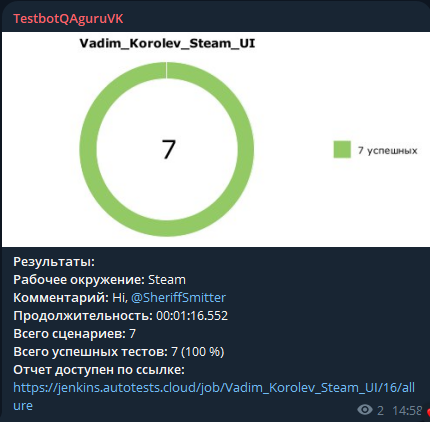 TestbotQAguruVK
Vadim_Korolev_Steam_UI
7
7 успешных
Результаты:
Рабочее окружение: Steam
Комментарий: Hi, @SheriffSmitter
Продолжительность: 00:01:16.552
Всего сценариев: 7
Всего успешных тестов: 7 (100 %)
Отчет доступен по ссылке:
https://jenkins.autotests.cloud/job/Vadim_Korolev_Steam_UI/16/all
ure
2 14:58